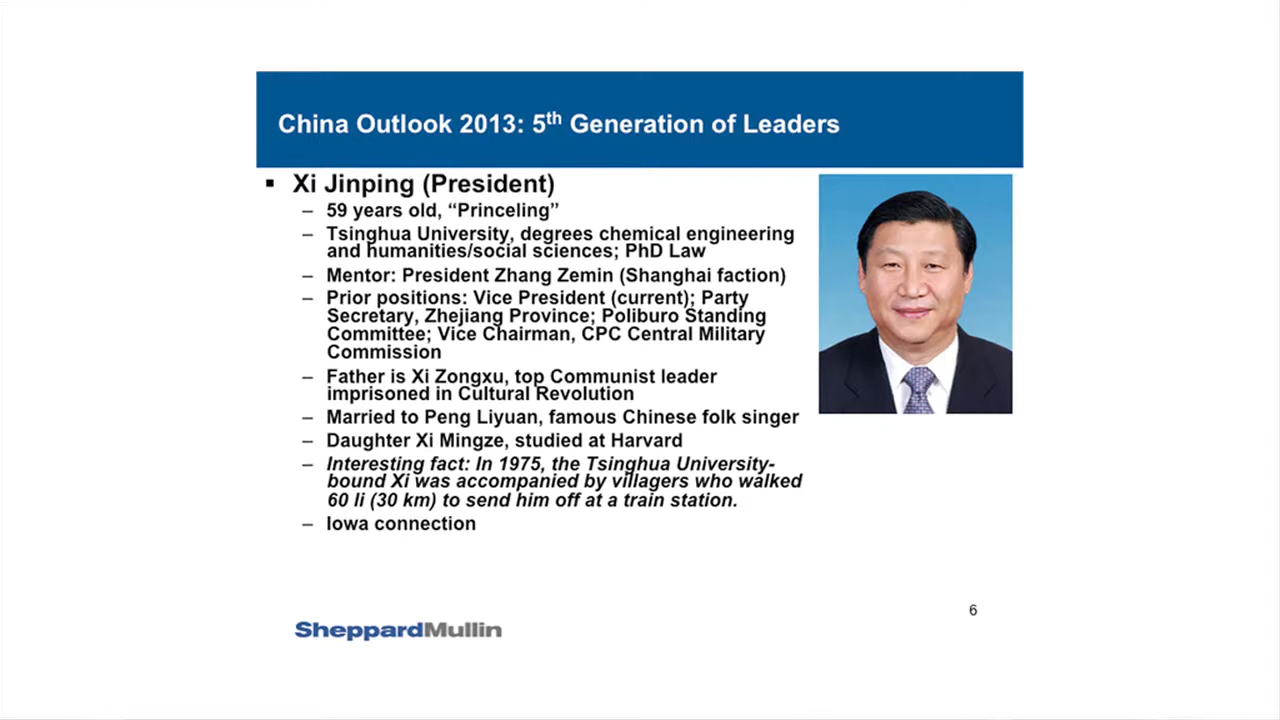 China Outlook 2013: 5th Generation of Leaders
▪ Xi Jinping (President)
– 59 years old, “Princeling”
– Tsinghua University, degrees chemical engineering
and humanities/social sciences; PhD Law
– Mentor: President Zhang Zemin (Shanghai faction)
– Prior positions: Vice President (current); Party
Secretary, Zhejiang Province; Poliburo Standing
Committee; Vice Chairman, CPC Central Military
Commission
– Father is Xi Zongxu, top Communist leader
imprisoned in Cultural Revolution
– Married to Peng Liyuan, famous Chinese folk singer
– Daughter Xi Mingze, studied at Harvard
– Interesting fact: In 1975, the Tsinghua University-
bound Xi was accompanied by villagers who walked
60 li (30 km) to send him off at a train station.
– Iowa connection
6
SheppardMullin